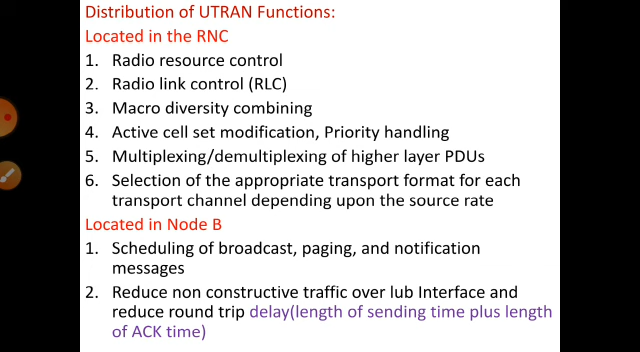 Distribution of UTRAN Functions:
Located in the RNC
1. Radio resource control
2. Radio link control (RLC)
3. Macro diversity combining
4. Active cell set modification, Priority handling
5. Multiplexing/demultiplexing of higher layer PDUs
6. Selection of the appropriate transport format for each
transport channel depending upon the source rate
Located in Node B
1. Scheduling of broadcast, paging, and notification
messages
2. Reduce non constructive traffic over lub Interface and
reduce round trip delay(length of sending time plus length
of ACK time)